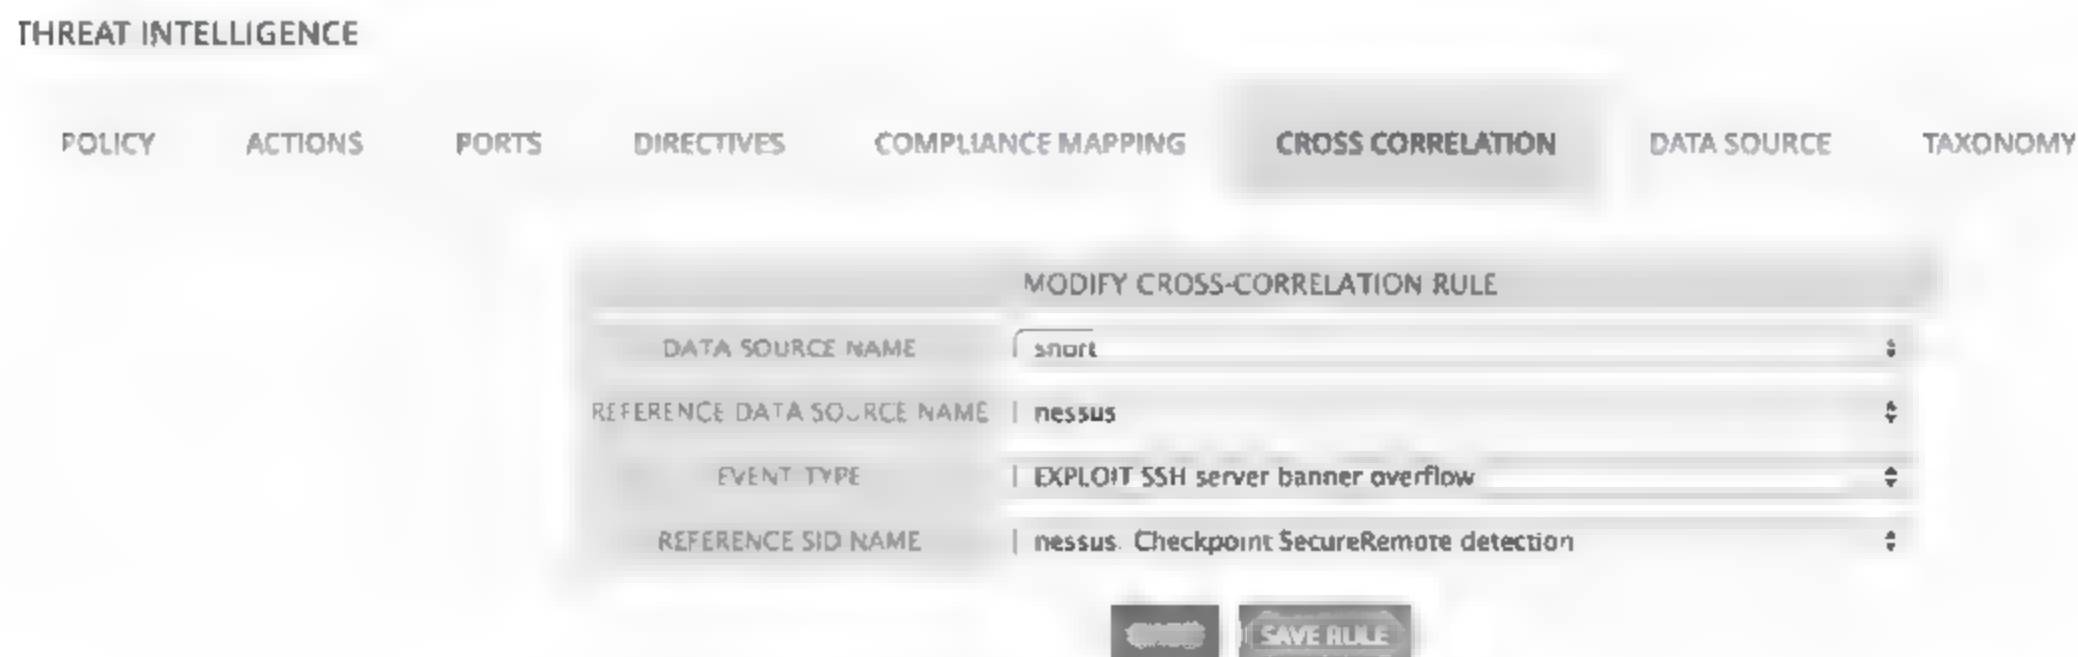 THREAT INTELLIGENCE
POLICY ACTIONS PORTS DIRECTIVES COMPLIANCE MAPPING CROSS CORRELATION DATA SOURCE TAXONOMY
MODIFY CROSS-CORRELATION RULE
DATA SOURCE NAME snort
REFERENCE DATA SOURCE NAME nessus
EVENT TYPE EXPLOIT SSH server banner overflow
REFERENCE SID NAME nessus: Checkpoint SecureRemote detection
SAVE RULE